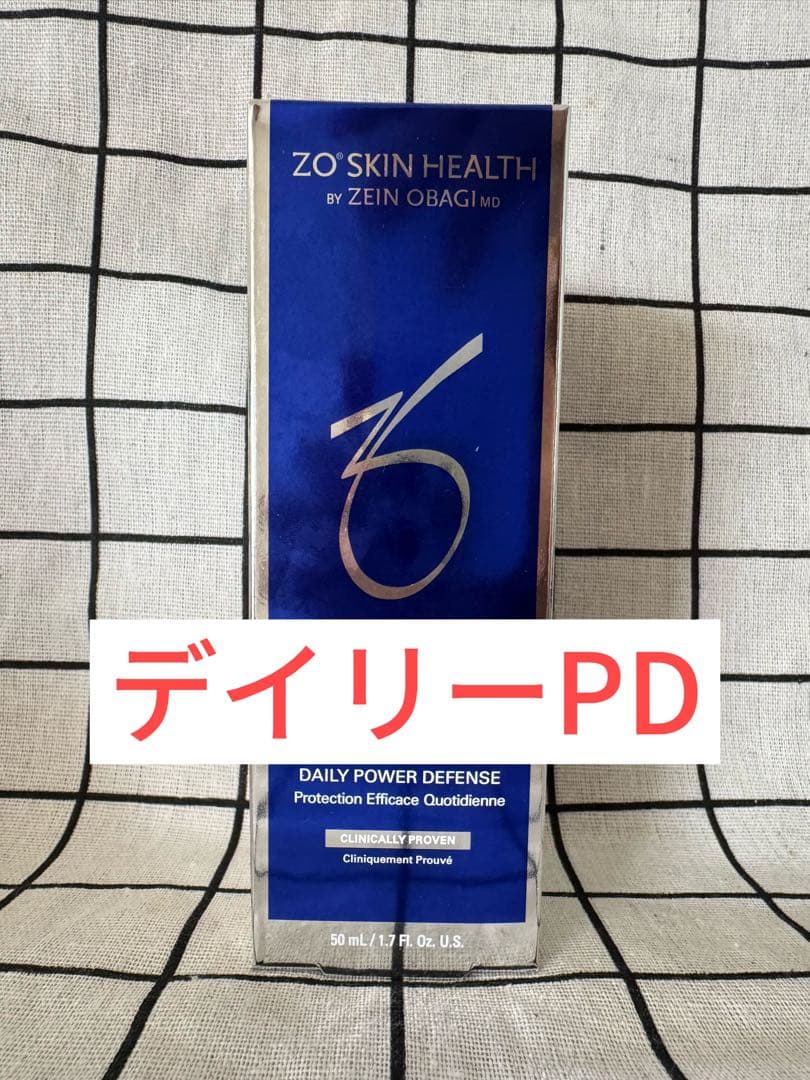 ZO® SKIN HEALTH
BY ZEIN OBAGI MD
デイリーPD
DAILY POWER DEFENSE
Protection Efficace Quotidienne
CLINICALLY PROVEN
Cliniquement Prouvé
50 mL / 1.7 Fl. Oz. U.S.